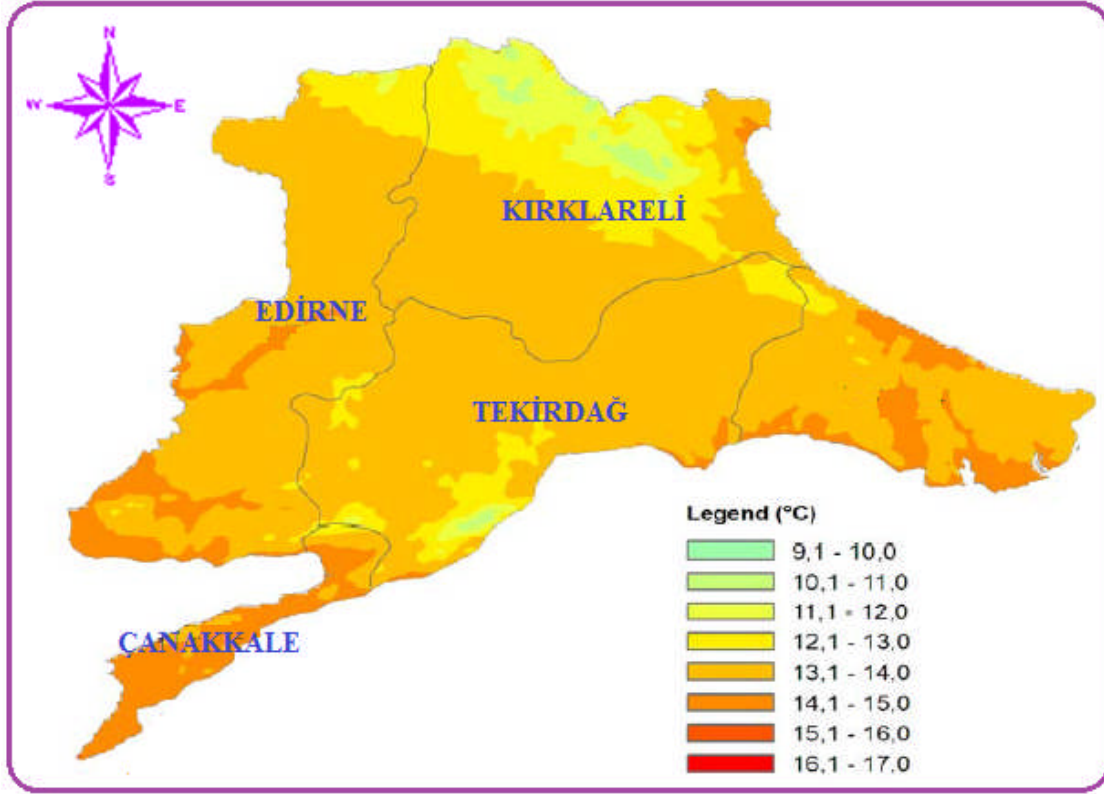 N
W
E
S
KIRKLARELİ
EDİRNE
TEKİRDAĞ
ÇANAKKALE
Legend (°C)
9,1 - 10,0
10,1 - 11,0
11,1 - 12,0
12,1 - 13,0
13,1 - 14,0
14,1 - 15,0
15,1 - 16,0
16,1 - 17,0